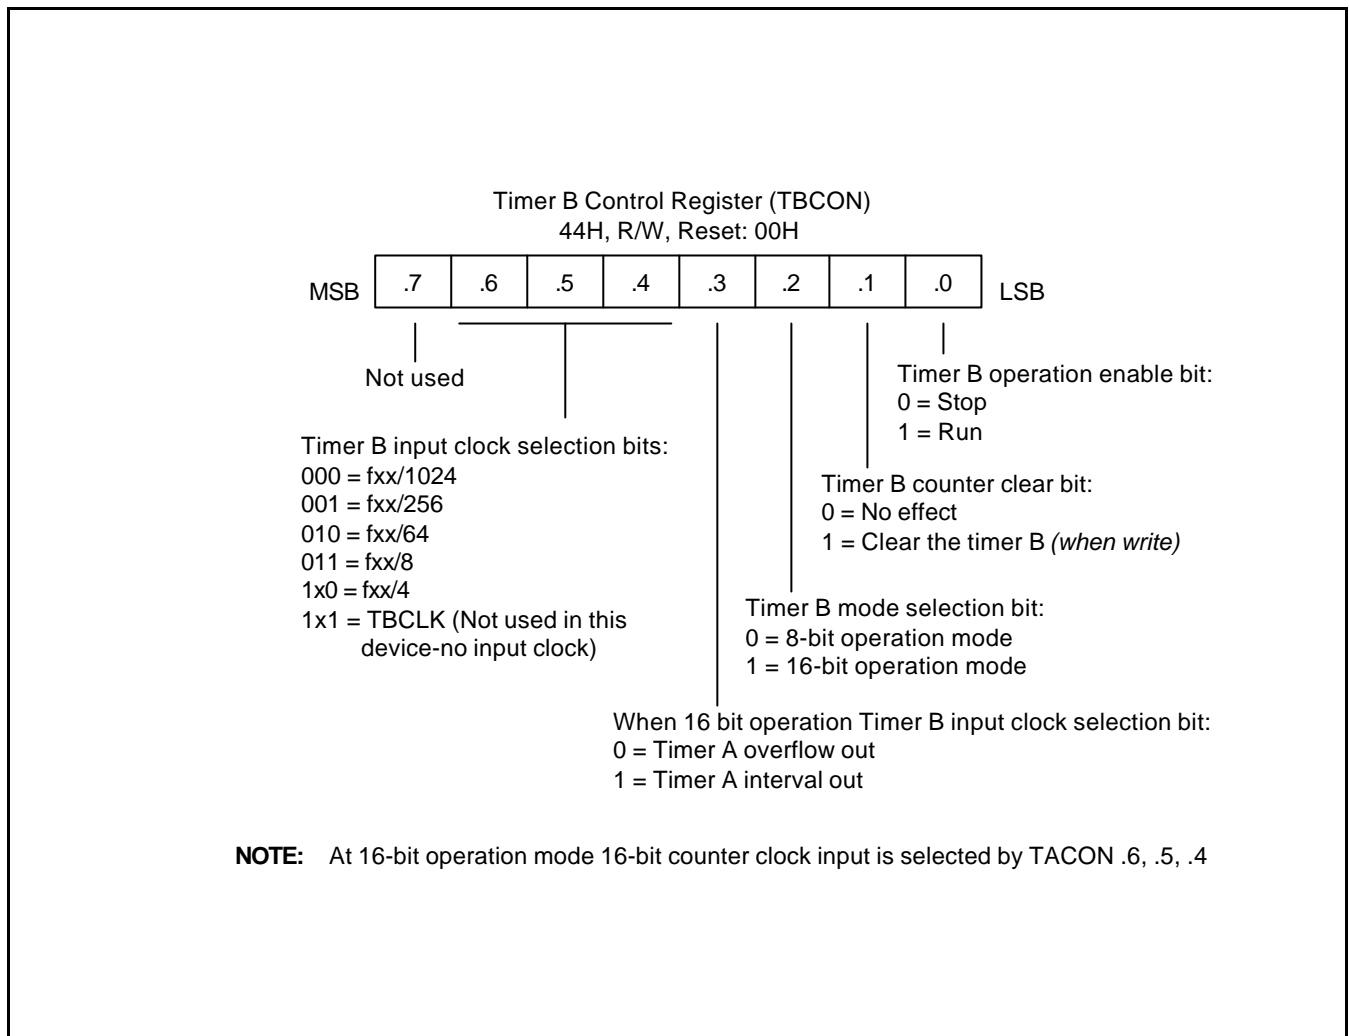 Timer B Control Register (TBCON)
44H, R/W, Reset: 00H
MSB .7 .6 .5 .4 .3 .2 .1 .0 LSB
Not used
Timer B operation enable bit:
0 = Stop
1 = Run
Timer B input clock selection bits:
000 = fxx/1024
001 = fxx/256
010 = fxx/64
011 = fxx/8
1x0 = fxx/4
1x1 = TBCLK (Not used in this
device-no input clock)
Timer B counter clear bit:
0 = No effect
1 = Clear the timer B (when write)
Timer B mode selection bit:
0 = 8-bit operation mode
1 = 16-bit operation mode
When 16 bit operation Timer B input clock selection bit:
0 = Timer A overflow out
1 = Timer A interval out
NOTE: At 16-bit operation mode 16-bit counter clock input is selected by TACON .6, .5, .4